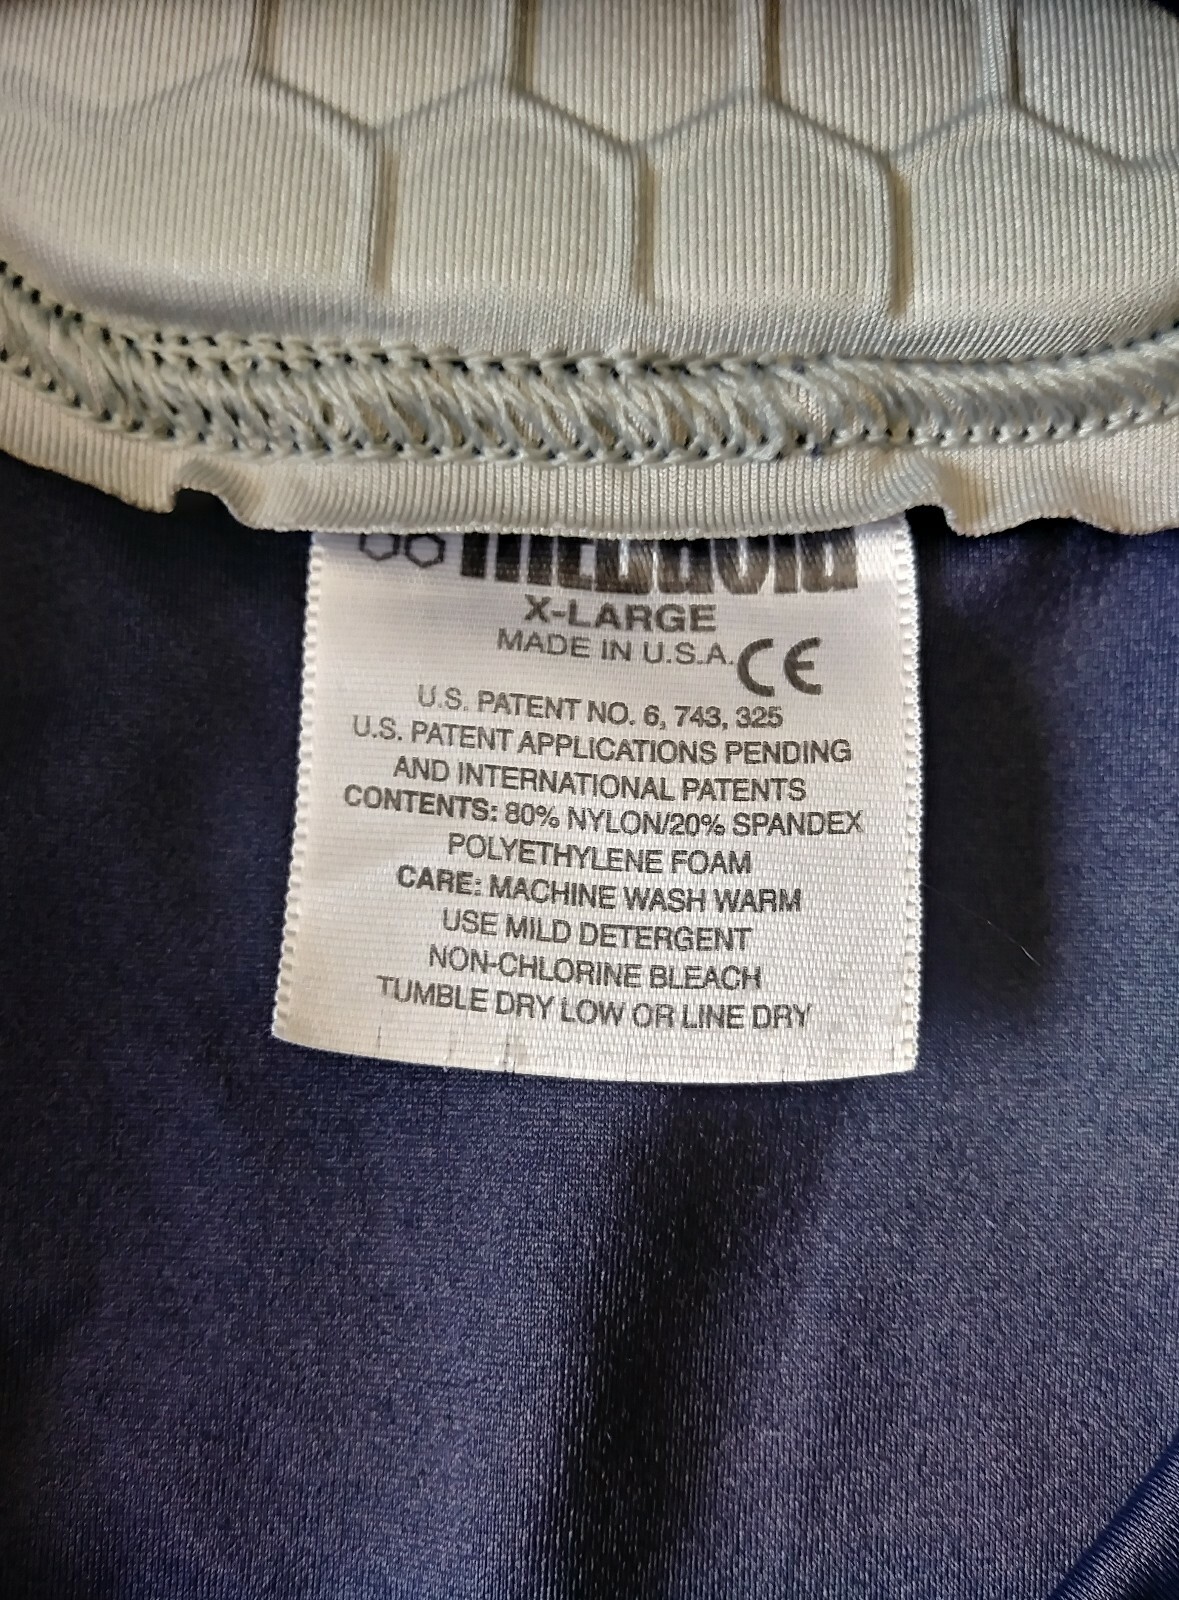 McDavid
X-LARGE
MADE IN U.S.A. CE
U.S. PATENT NO. 6, 743, 325
U.S. PATENT APPLICATIONS PENDING
AND INTERNATIONAL PATENTS
CONTENTS: 80% NYLON/20% SPANDEX
POLYETHYLENE FOAM
CARE: MACHINE WASH WARM
USE MILD DETERGENT
NON-CHLORINE BLEACH
TUMBLE DRY LOW OR LINE DRY